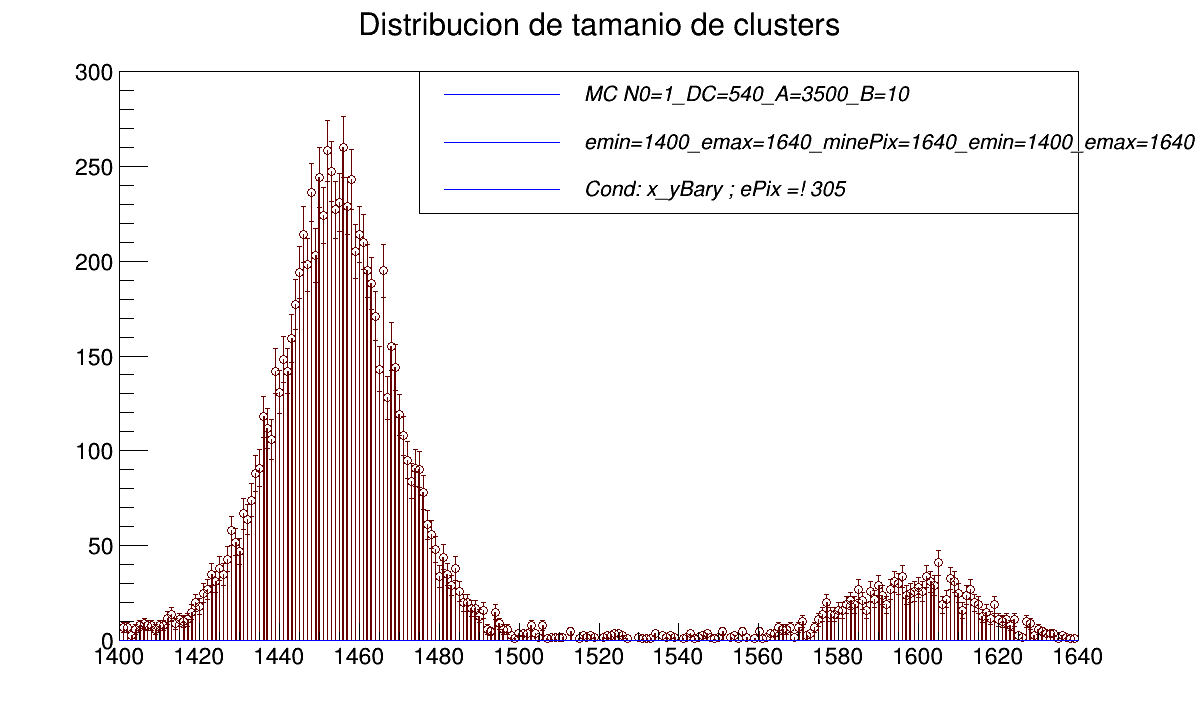 Distribucion de tamanio de clusters
300
MC N0=1_DC=540_A=3500_B=10
emin=1400_emax=1640_minePix=1640_emin=1400_emax=1640
Cond: x_yBary ; ePix =! 305
250
200
150
100
50
0
1400 1420 1440 1460 1480 1500 1520 1540 1560 1580 1600 1620 1640